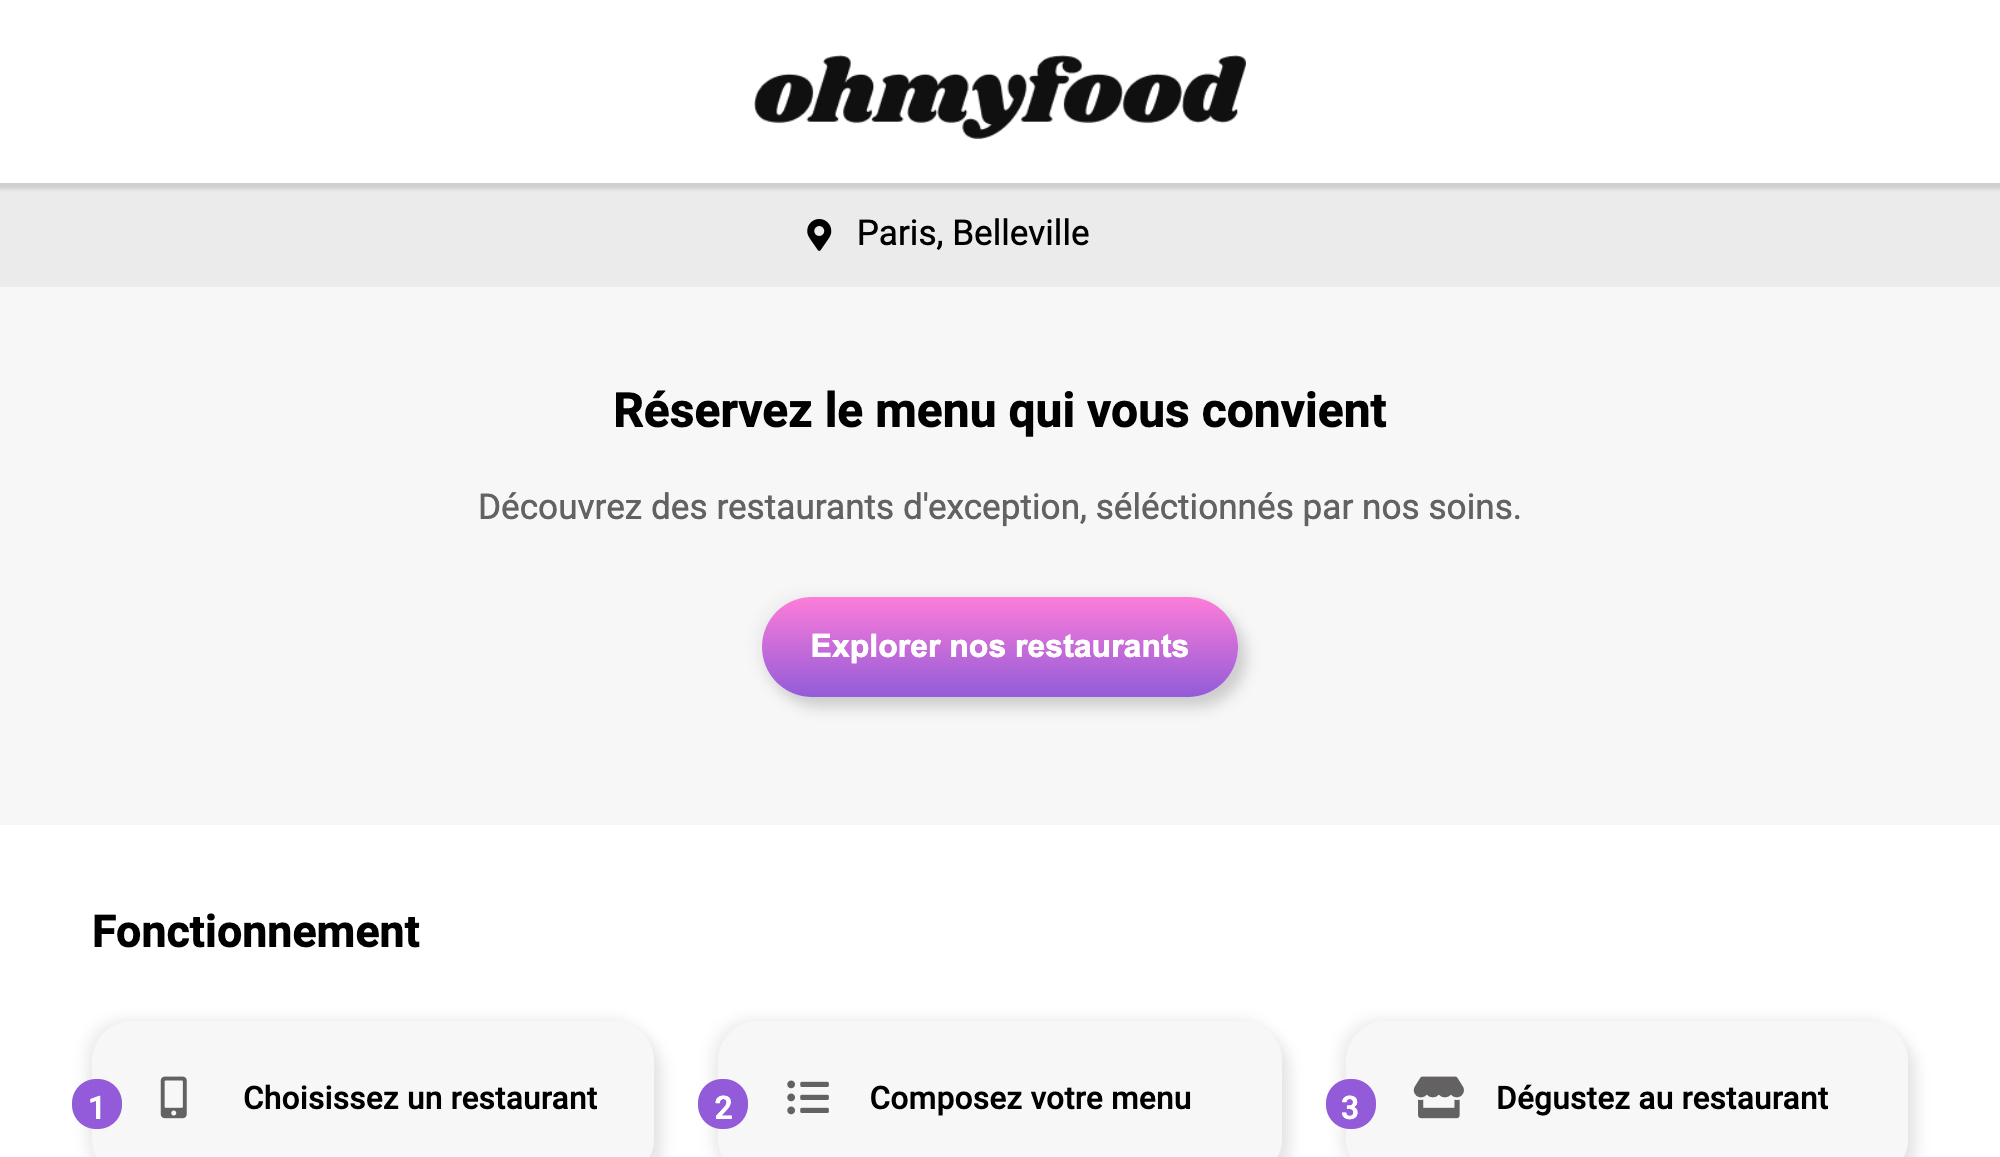 ohmyfood
Paris, Belleville
Réservez le menu qui vous convient
Découvrez des restaurants d'exception, séléctionnés par nos soins.
Explorer nos restaurants
Fonctionnement
1 Choisissez un restaurant
2 Composez votre menu
3 Dégustez au restaurant